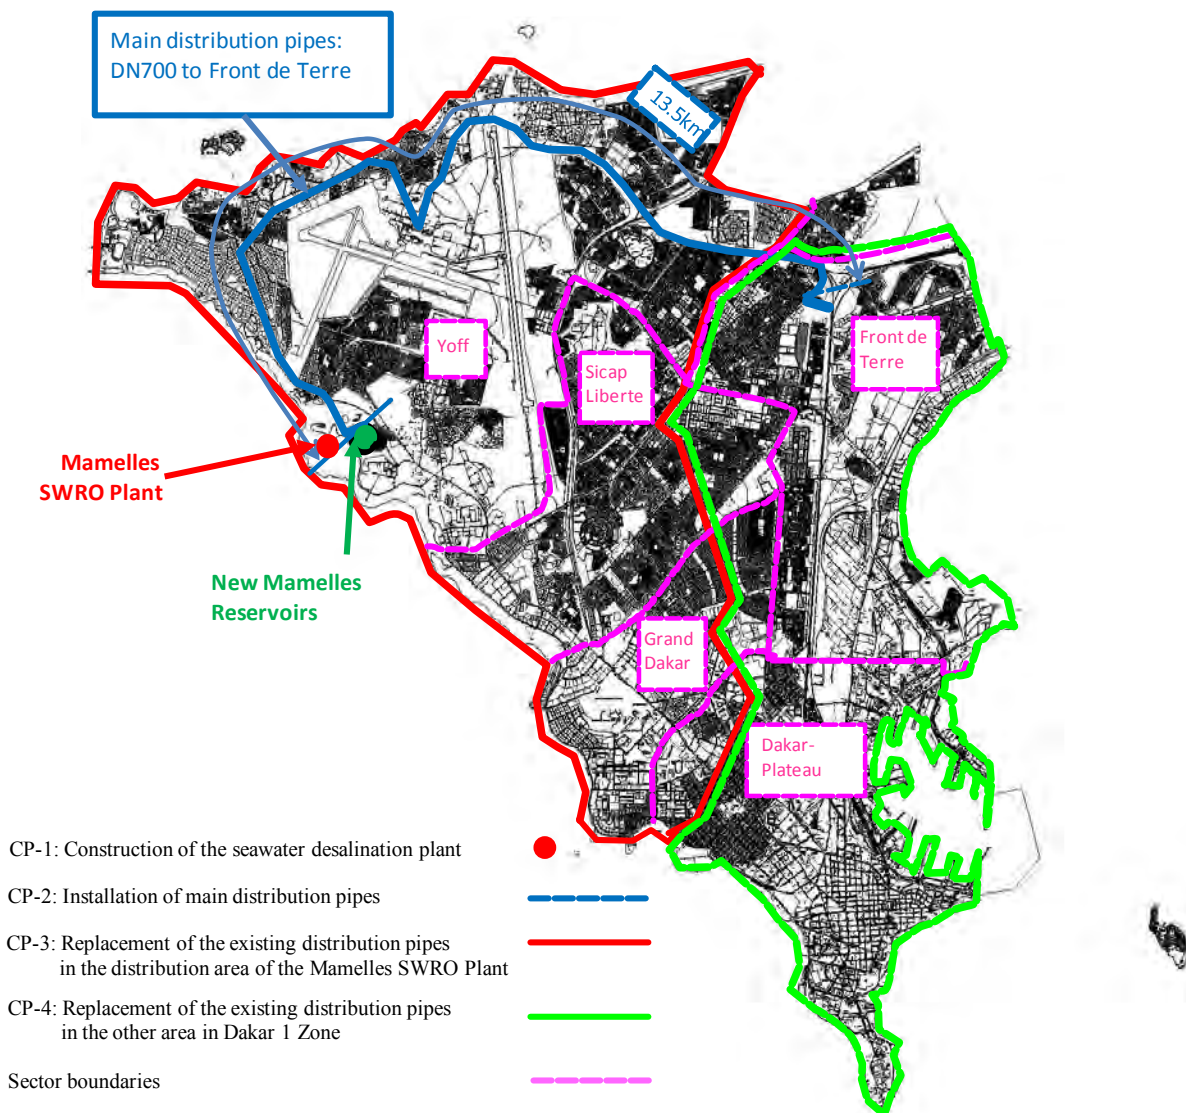 Main distribution pipes:
DN700 to Front de Terre
13.5km
Yoff
Sicap
Liberte
Front de
Terre
Mamelles
SWRO Plant
New Mamelles
Reservoirs
Grand
Dakar
Dakar-
Plateau
CP-1: Construction of the seawater desalination plant
CP-2: Installation of main distribution pipes
CP-3: Replacement of the existing distribution pipes
in the distribution area of the Mamelles SWRO Plant
CP-4: Replacement of the existing distribution pipes
in the other area in Dakar 1 Zone
Sector boundaries